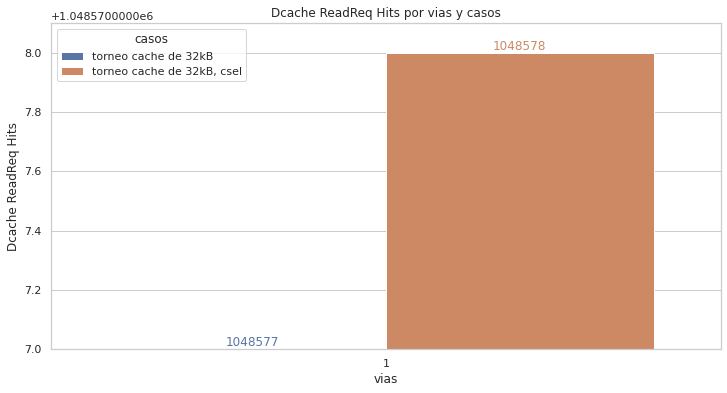 Dcache ReadReq Hits por vias y casos
+1.0485700000e6
casos
torneo cache de 32kB
torneo cache de 32kB, csel
Dcache ReadReq Hits
8.0
7.8
7.6
7.4
7.2
7.0
1048578
1048577
1
vias